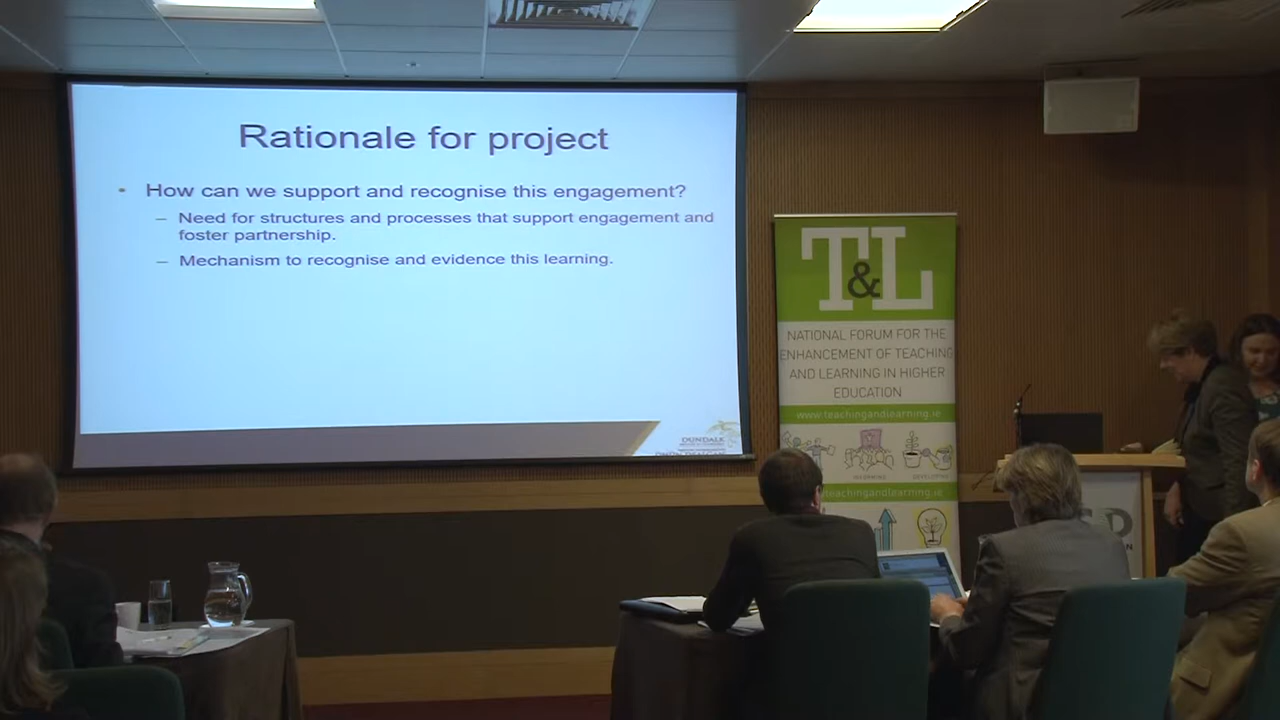 Rationale for project
• How can we support and recognise this engagement?
– Need for structures and processes that support engagement and
foster partnership.
– Mechanism to recognise and evidence this learning.
DUNDALK
T&L
NATIONAL FORUM FOR THE
ENHANCEMENT OF TEACHING
AND LEARNING IN HIGHER
EDUCATION
www.teachingandlearning.ie
INFORMING
DEVELOPING
teachingandlearning.ie